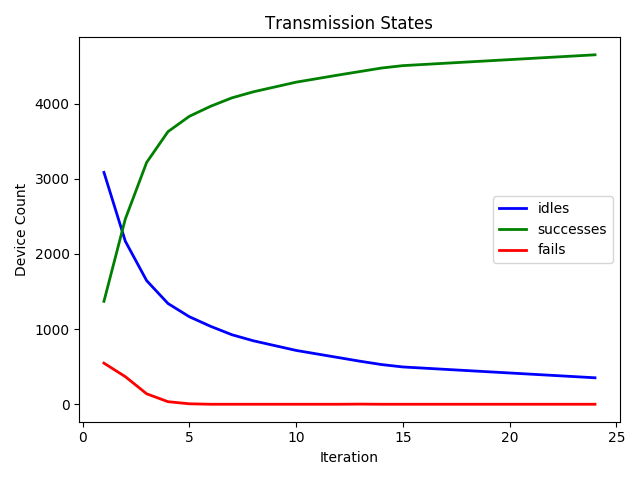 Transmission States
Device Count
4000
3000
2000
1000
0
idles
successes
fails
0 5 10 15 20 25
Iteration